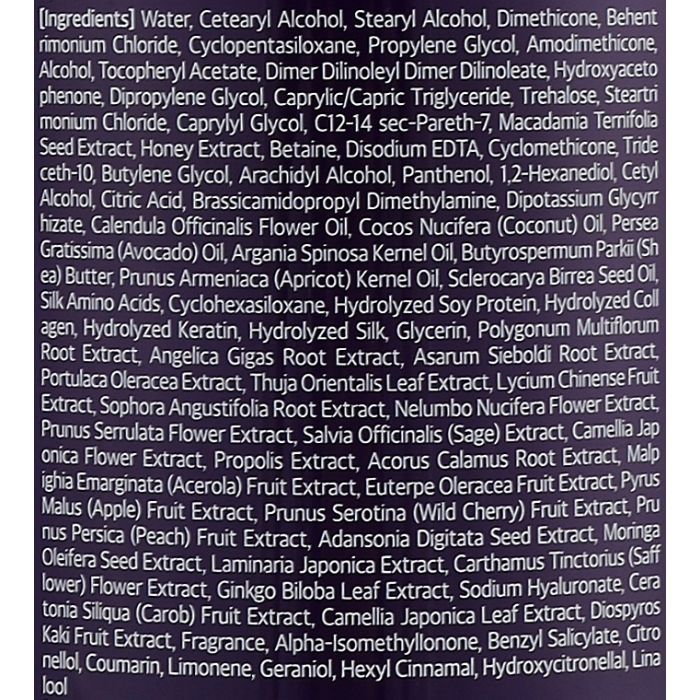 [Ingredients] Water, Cetearyl Alcohol, Stearyl Alcohol, Dimethicone, Behent
rimonium Chloride, Cyclopentasiloxane, Propylene Glycol, Amodimethicone,
Alcohol, Tocopheryl Acetate, Dimer Dilinoleyl Dimer Dilinoleate, Hydroxyaceto
phenone, Dipropylene Glycol, Caprylic/Capric Triglyceride, Trehalose, Steartri
monium Chloride, Caprylyl Glycol, C12-14 sec-Pareth-7, Macadamia Ternifolia
Seed Extract, Honey Extract, Betaine, Disodium EDTA, Cyclomethicone, Tride
ceth-10, Butylene Glycol, Arachidyl Alcohol, Panthenol, 1,2-Hexanediol, Cetyl
Alcohol, Citric Acid, Brassicamidopropyl Dimethylamine, Dipotassium Glycyrr
hizate, Calendula Officinalis Flower Oil, Cocos Nucifera (Coconut) Oil, Persea
Gratissima (Avocado) Oil, Argania Spinosa Kernel Oil, Butyrospermum Parkii (Sh
ea) Butter, Prunus Armeniaca (Apricot) Kernel Oil, Sclerocarya Birrea Seed Oil,
Silk Amino Acids, Cyclohexasiloxane, Hydrolyzed Soy Protein, Hydrolyzed Coll
agen, Hydrolyzed Keratin, Hydrolyzed Silk, Glycerin, Polygonum Multiflorum
Root Extract, Angelica Gigas Root Extract, Asarum Sieboldi Root Extract,
Portulaca Oleracea Extract, Thuja Orientalis Leaf Extract, Lycium Chinense Fruit
Extract, Sophora Angustifolia Root Extract, Nelumbo Nucifera Flower Extract,
Prunus Serrulata Flower Extract, Salvia Officinalis (Sage) Extract, Camellia Jap
onica Flower Extract, Propolis Extract, Acorus Calamus Root Extract, Malp
ighia Emarginata (Acerola) Fruit Extract, Euterpe Oleracea Fruit Extract, Pyrus
Malus (Apple) Fruit Extract, Prunus Serotina (Wild Cherry) Fruit Extract, Pru
nus Persica (Peach) Fruit Extract, Adansonia Digitata Seed Extract, Moringa
Oleifera Seed Extract, Laminaria Japonica Extract, Carthamus Tinctorius (Saff
lower) Flower Extract, Ginkgo Biloba Leaf Extract, Sodium Hyaluronate, Cera
tonia Siliqua (Carob) Fruit Extract, Camellia Japonica Leaf Extract, Diospyros
Kaki Fruit Extract, Fragrance, Alpha-Isomethyllonone, Benzyl Salicylate, Citro
nellol, Coumarin, Limonene, Geraniol, Hexyl Cinnamal, Hydroxycitronellal, Lina
lool